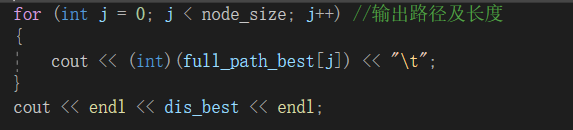 for (int j = 0; j < node_size; j++) //输出路径及长度
{
cout << (int)(full_path_best[j]) << "\t";
}
cout << endl << dis_best << endl;